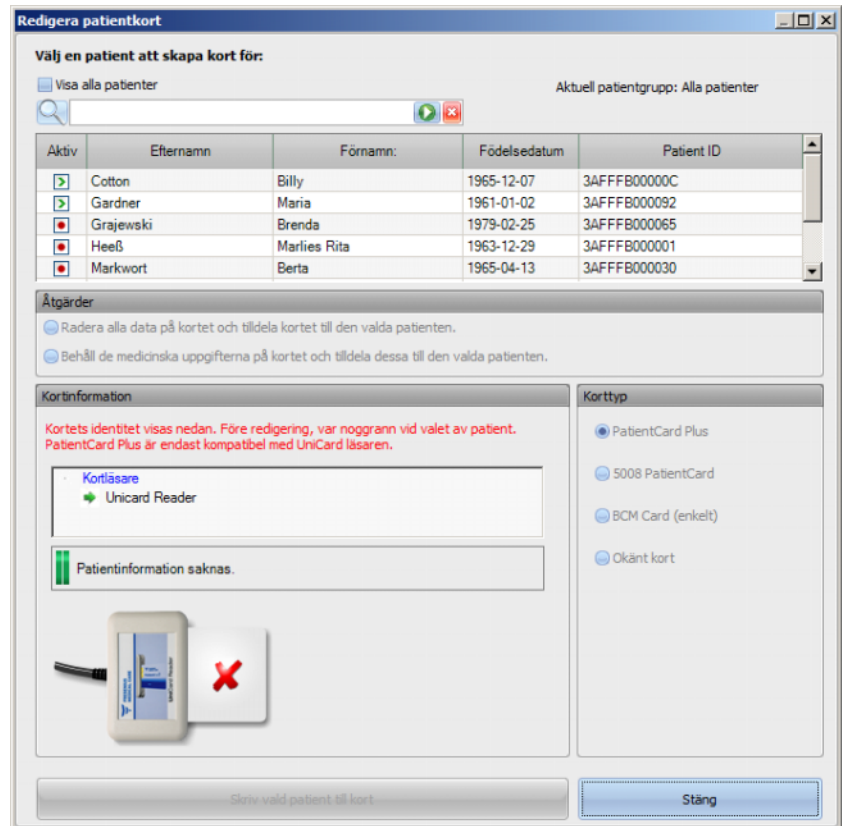 Redigera patientkort
Välj en patient att skapa kort för:
Visa alla patienter
Aktuell patientgrupp: Alla patienter
Aktiv Efternamn Förnamn: Födelsedatum Patient ID
Cotton Billy 1965-12-07 3AFFFB00000C
Gardner Maria 1961-01-02 3AFFFB000092
Grajewski Brenda 1979-02-25 3AFFFB000065
Heeß Marlies Rita 1963-12-29 3AFFFB000001
Markwort Berta 1965-04-13 3AFFFB000030
Åtgärder
Radera alla data på kortet och tilldela kortet till den valda patienten.
Behåll de medicinska uppgifterna på kortet och tilldela dessa till den valda patienten.
Kortinformation
Kortets identitet visas nedan. Före redigering, var noggrann vid valet av patient.
PatientCard Plus är endast kompatibel med UniCard läsaren.
Kortläsare
Unicard Reader
Patientinformation saknas.
UniCard Reader
Korttyp
PatientCard Plus
5008 PatientCard
BCM Card (enkelt)
Okänt kort
Skriv vald patient till kort
Stäng